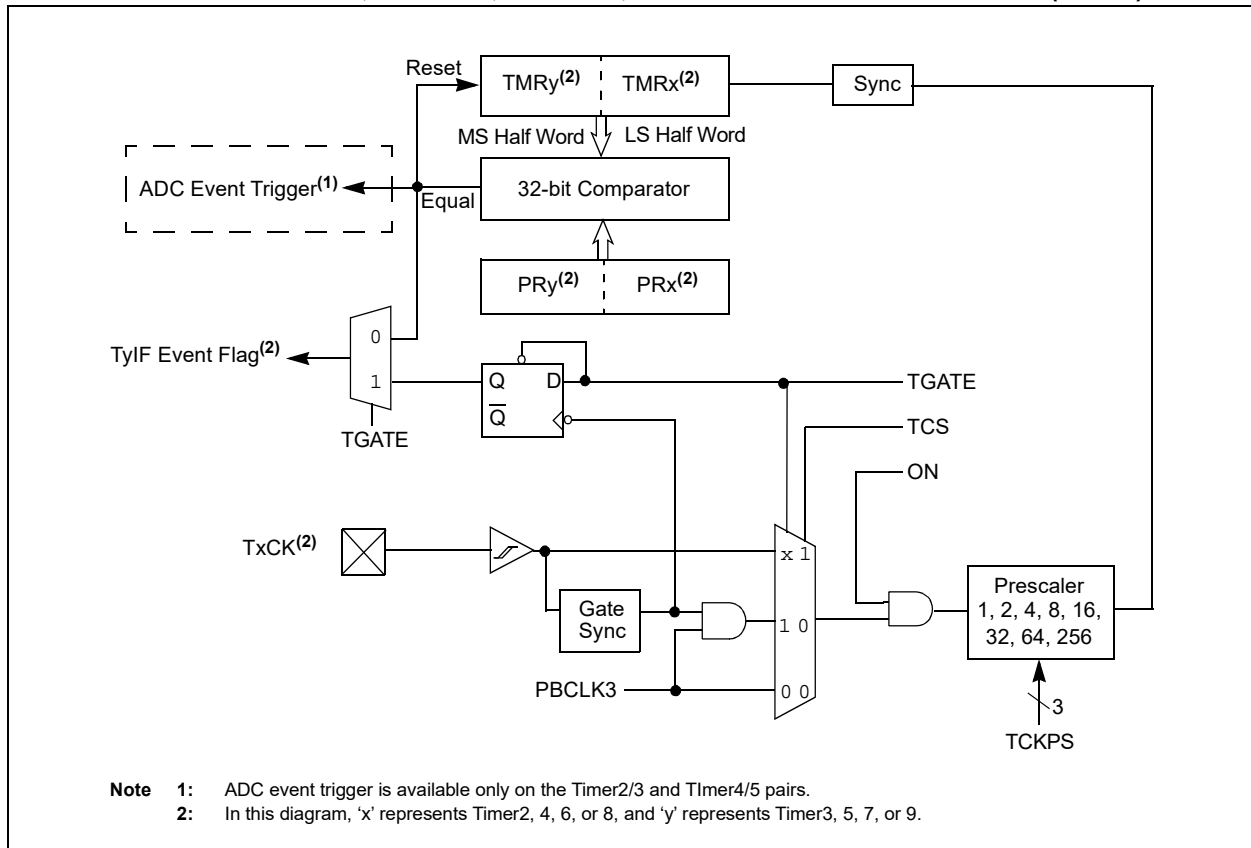 Reset
TMRy(2) TMRx(2)
Sync
MS Half Word LS Half Word
ADC Event Trigger(1)
Equal
32-bit Comparator
PRy(2) PRx(2)
0
TyIF Event Flag(2)
1
Q D
Q
TGATE
TGATE
TCS
ON
TxCK(2)
x 1
Gate
Sync
1 0
Prescaler
1, 2, 4, 8, 16,
32, 64, 256
PBCLK3
0 0
3
TCKPS
Note 1: ADC event trigger is available only on the Timer2/3 and TImer4/5 pairs.
2: In this diagram, ‘x’ represents Timer2, 4, 6, or 8, and ‘y’ represents Timer3, 5, 7, or 9.